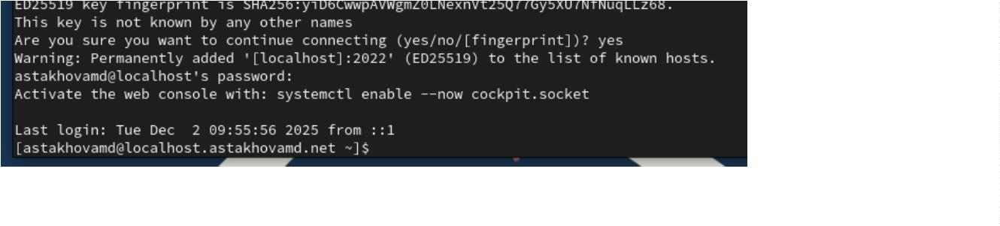 ED25519 key fingerprint is SHA256:yiD6CwwpAVWgmZ0LNexnVt25Q77Gy5XU7NfNuqLLz68.
This key is not known by any other names
Are you sure you want to continue connecting (yes/no/[fingerprint])? yes
Warning: Permanently added '[localhost]:2022' (ED25519) to the list of known hosts.
astakhovamd@localhost's password:
Activate the web console with: systemctl enable --now cockpit.socket
Last login: Tue Dec  2 09:55:56 2025 from ::1
[astakhovamd@localhost.astakhovamd.net ~]$